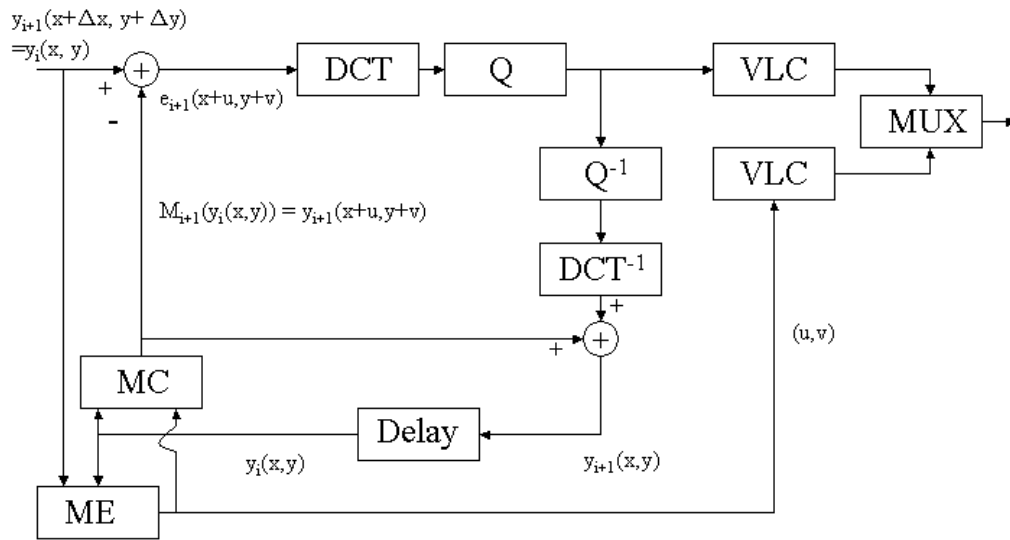 y_{i+1}(x+Δx, y+Δy)
=y_i(x, y)
+
+
-
e_{i+1}(x+u,y+v)
DCT
Q
VLC
MUX
VLC
Q^{-1}
M_{i+1}(y_i(x,y)) = y_{i+1}(x+u,y+v)
DCT^{-1}
+
+
+
(u,v)
MC
Delay
y_i(x,y)
y_{i+1}(x,y)
ME